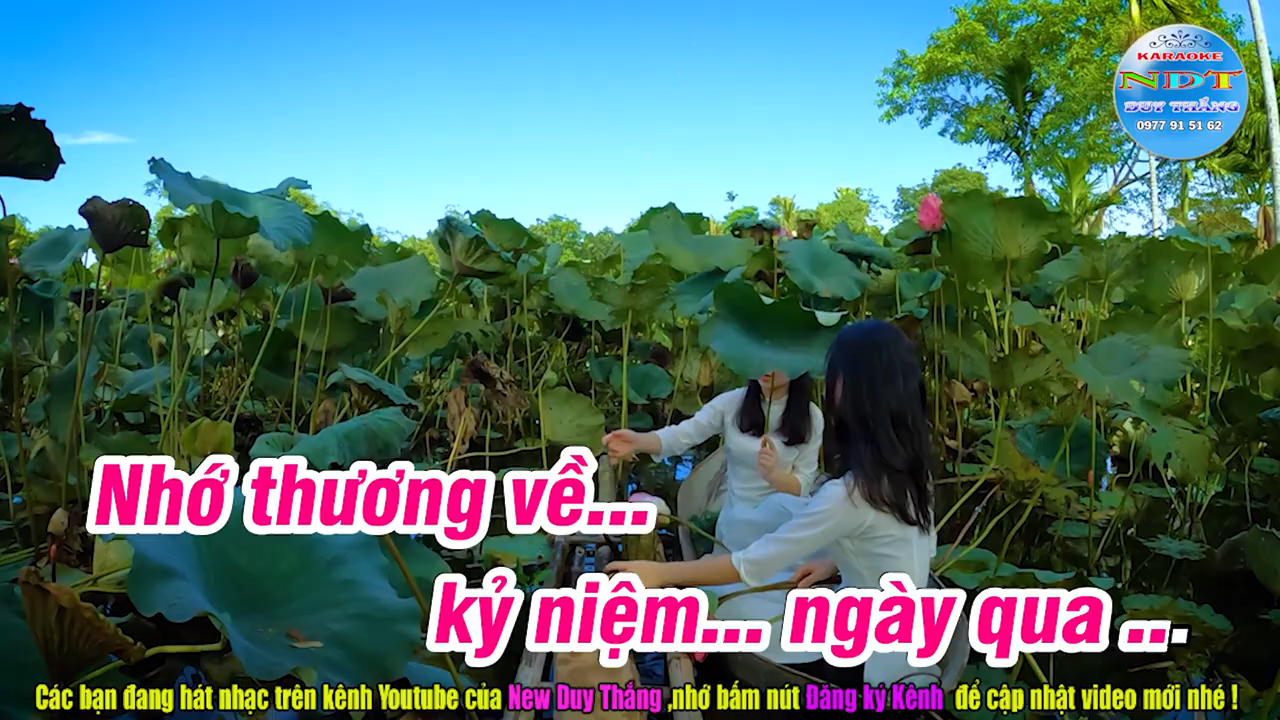 KARAOKE
NDT
DUY THẮNG
0977 91 51 62
Nhớ thương về...
kỷ niệm... ngày qua ...
Các bạn đang hát nhạc trên kênh Youtube của New Duy Thắng ,nhớ bấm nút Đăng ký Kênh để cập nhật video mới nhé !